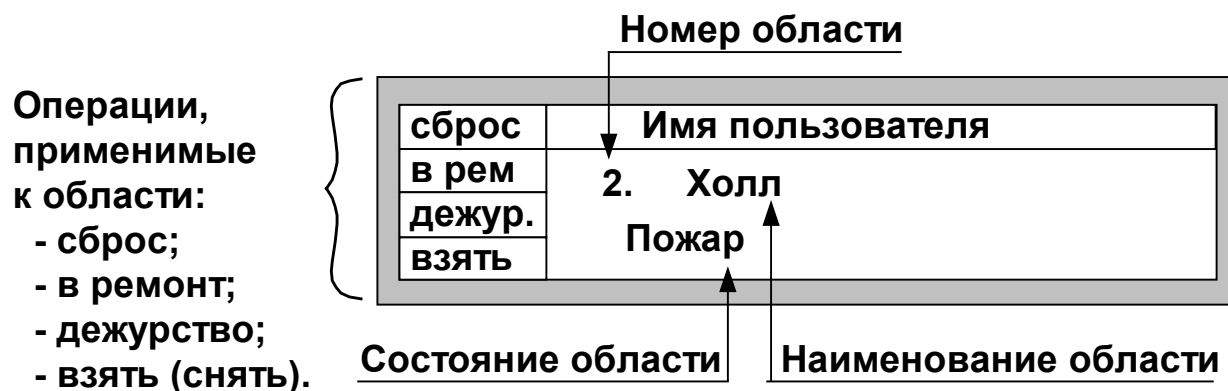 Номер области
Операции,
применимые
к области:
- сброс;
- в ремонт;
- дежурство;
- взять (снять).
сброс
Имя пользователя
в рем
дежур.
взять
2. Холл
Пожар
Состояние области
Наименование области